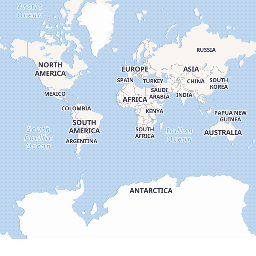 Arctic
Ocean
RUSSIA
NORTH
AMERICA
EUROPE
ASIA
SPAIN
TURKEY
CHINA
SOUTH
KOREA
MEXICO
SAUDI
ARABIA
INDIA
AFRICA
COLOMBIA
KENYA
PAPUA NEW
GUINEA
SOUTH
AMERICA
South
Pacific
Ocean
SOUTH
AFRICA
Indian
Ocean
AUSTRALIA
ARGENTINA
ANTARCTICA